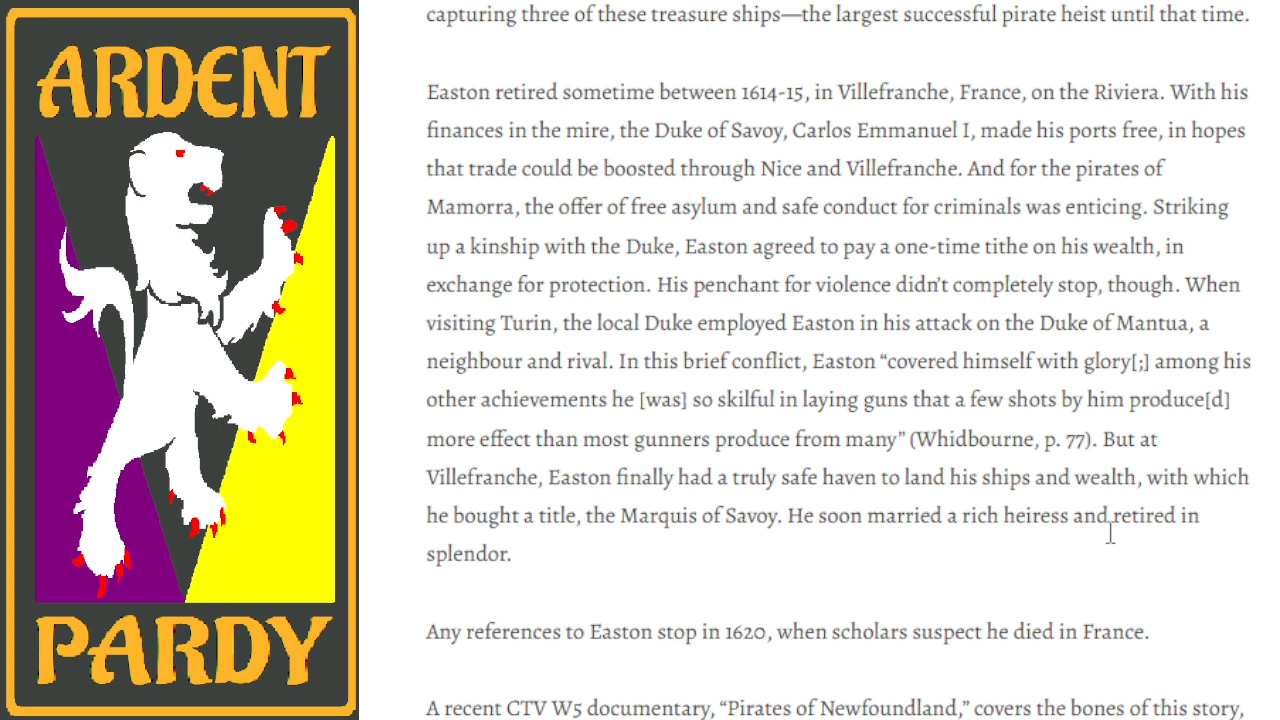 ARDENT
PARDY
capturing three of these treasure ships—the largest successful pirate heist until that time.
Easton retired sometime between 1614-15, in Villefranche, France, on the Riviera. With his
finances in the mire, the Duke of Savoy, Carlos Emmanuel I, made his ports free, in hopes
that trade could be boosted through Nice and Villefranche. And for the pirates of
Mamorra, the offer of free asylum and safe conduct for criminals was enticing. Striking
up a kinship with the Duke, Easton agreed to pay a one-time tithe on his wealth, in
exchange for protection. His penchant for violence didn’t completely stop, though. When
visiting Turin, the local Duke employed Easton in his attack on the Duke of Mantua, a
neighbour and rival. In this brief conflict, Easton “covered himself with glory[;] among his
other achievements he [was] so skilful in laying guns that a few shots by him produce[d]
more effect than most gunners produce from many” (Whidbourne, p. 77). But at
Villefranche, Easton finally had a truly safe haven to land his ships and wealth, with which
he bought a title, the Marquis of Savoy. He soon married a rich heiress and retired in
splendor.
Any references to Easton stop in 1620, when scholars suspect he died in France.
A recent CTV W5 documentary, “Pirates of Newfoundland,” covers the bones of this story,